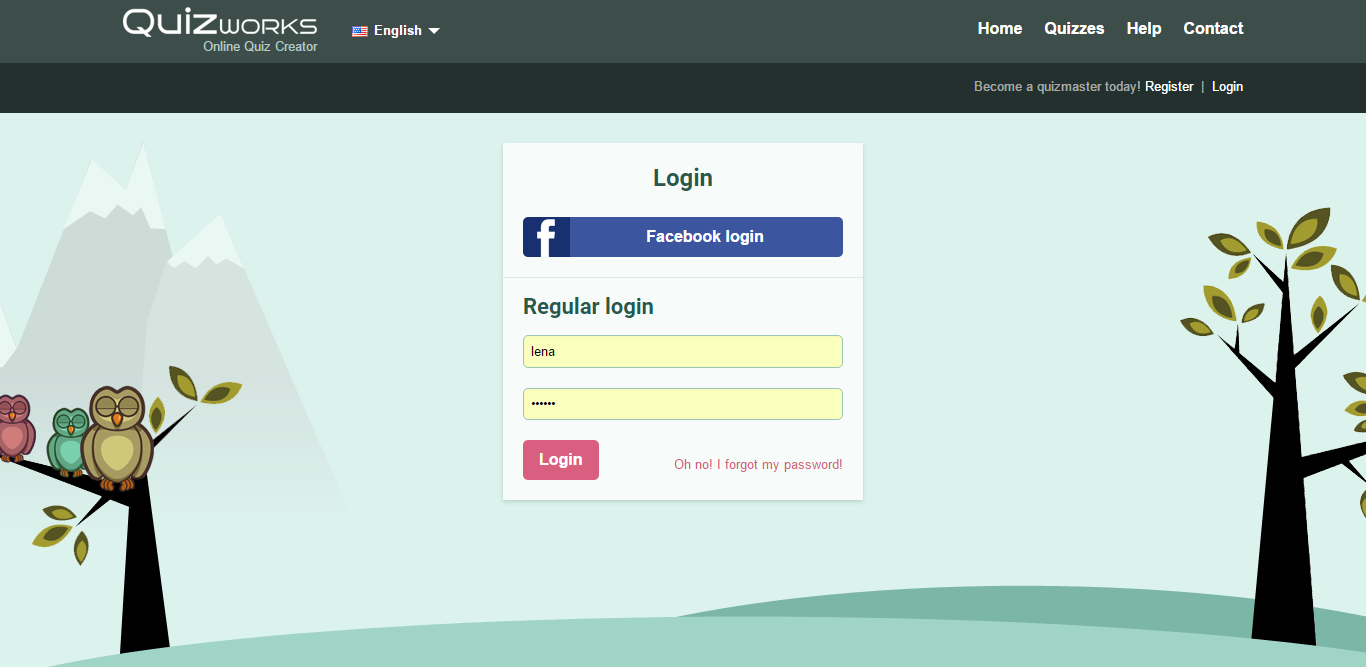 QUIZWORKS
Online Quiz Creator
English
Home Quizzes Help Contact
Become a quizmaster today! Register | Login
Login
f Facebook login
Regular login
lena
••••••
Login
Oh no! I forgot my password!